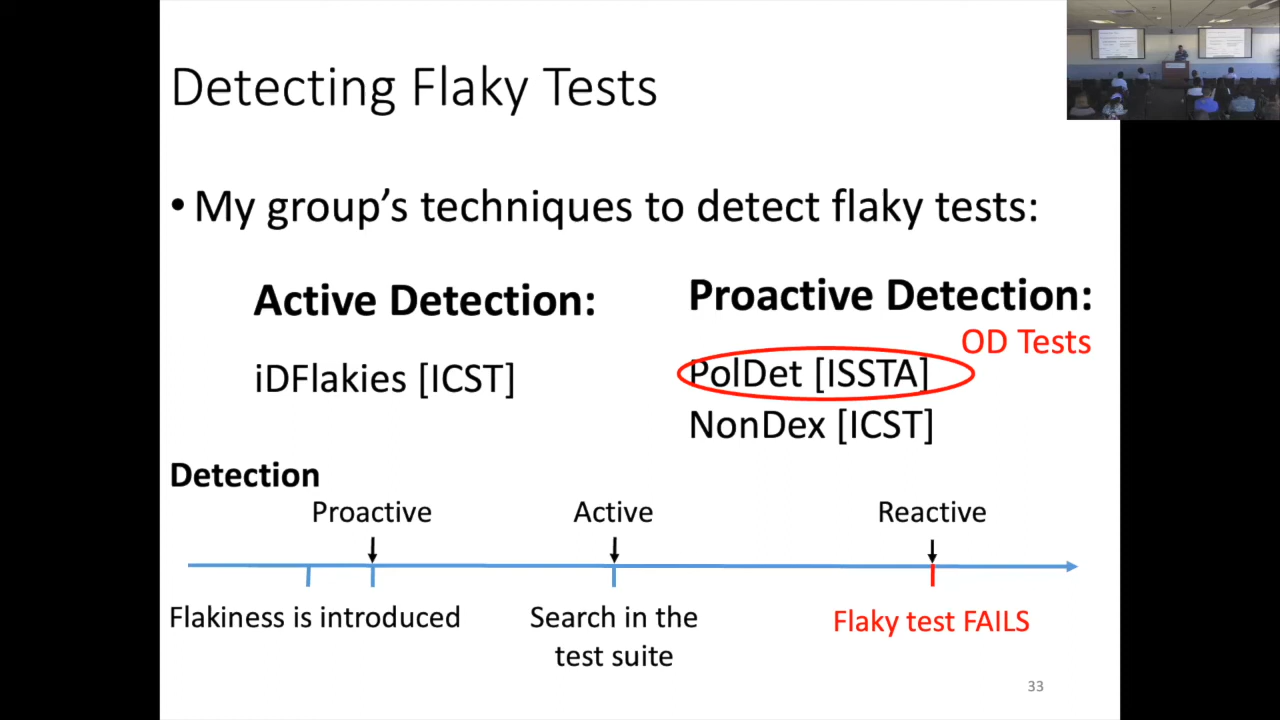 Detecting Flaky Tests
• My group's techniques to detect flaky tests:
Active Detection:
iDFlakies [ICST]
Proactive Detection:
OD Tests
PolDet [ISSTA]
NonDex [ICST]
Detection
Proactive
Active
Reactive
Flakiness is introduced
Search in the
test suite
Flaky test FAILS
33